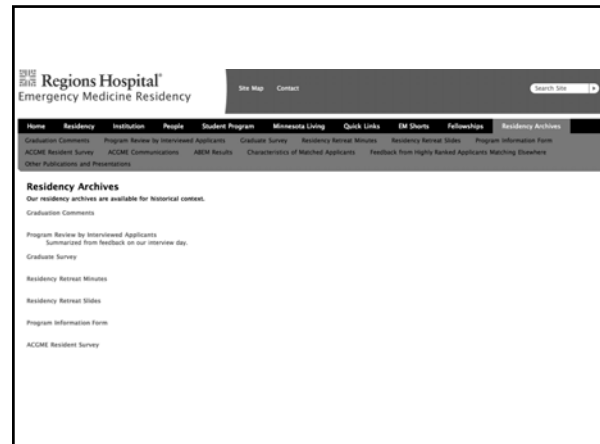 Regions Hospital®
Emergency Medicine Residency
Site Map Contact
Search Site
Home Residency Institution People Student Program Minnesota Living Quick Links EM Shorts Fellowships Residency Archives
Graduation Comments Program Review by Interviewed Applicants Graduate Survey Residency Retreat Minutes Residency Retreat Slides Program Information Form
ACGME Resident Survey ACGME Communications ABEM Results Characteristics of Matched Applicants Feedback from Highly Ranked Applicants Matching Elsewhere
Other Publications and Presentations
Residency Archives
Our residency archives are available for historical context.
Graduation Comments
Program Review by Interviewed Applicants
Summarized from feedback on our interview day.
Graduate Survey
Residency Retreat Minutes
Residency Retreat Slides
Program Information Form
ACGME Resident Survey